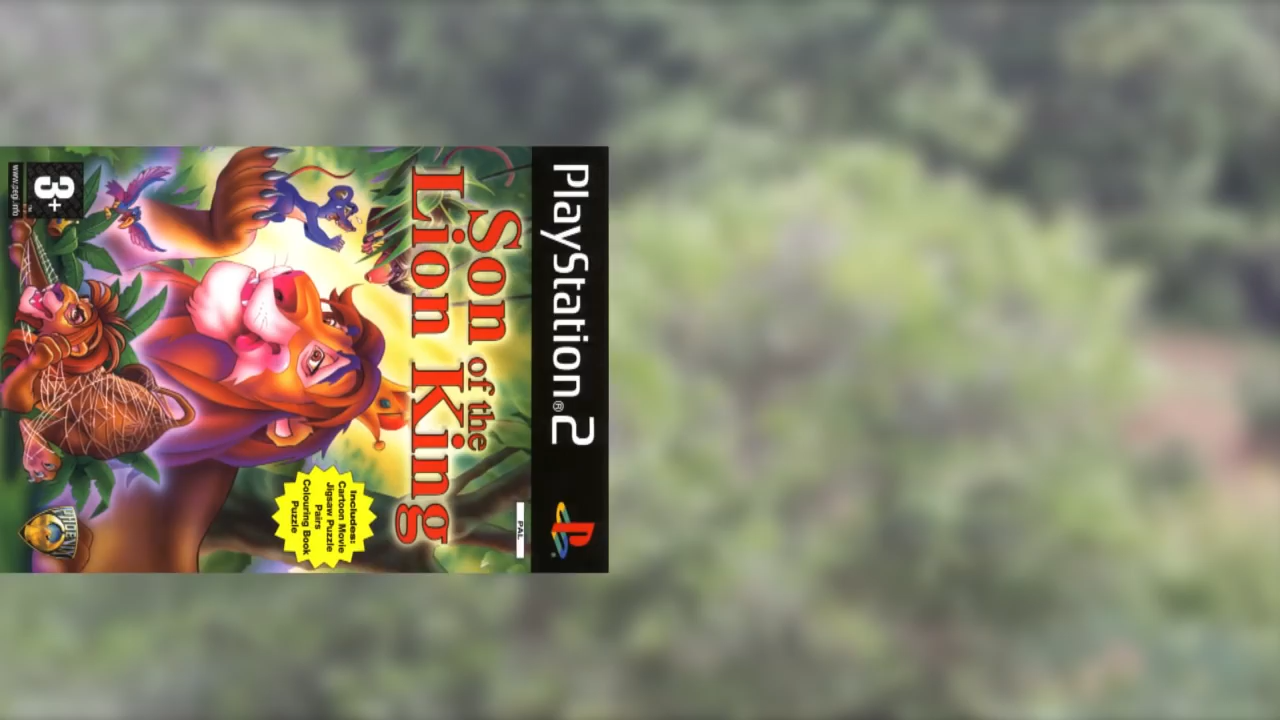 PlayStation®2
PAL
Son of the
Lion King
Includes:
Cartoon Movie
Jigsaw Puzzle
Pairs
Colouring Book
Puzzle
3+
www.pegi.info
PHOENIX